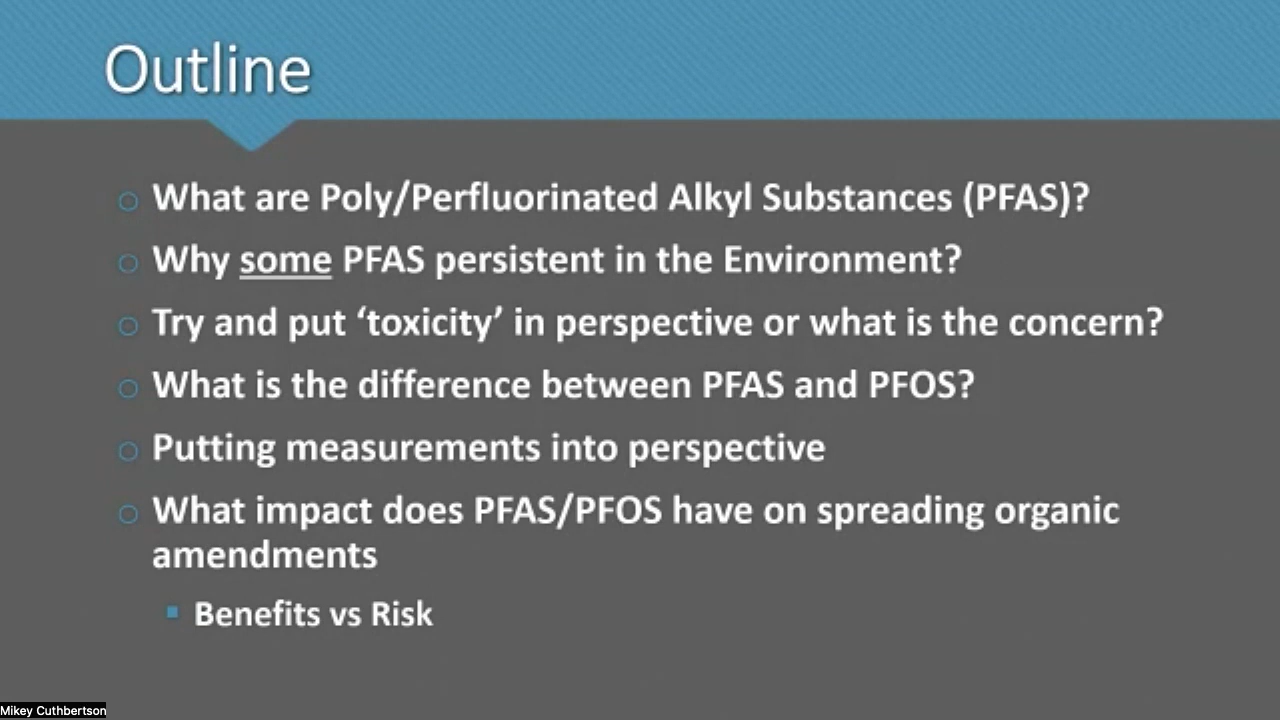 Outline
What are Poly/Perfluorinated Alkyl Substances (PFAS)?
Why some PFAS persistent in the Environment?
Try and put ‘toxicity’ in perspective or what is the concern?
What is the difference between PFAS and PFOS?
Putting measurements into perspective
What impact does PFAS/PFOS have on spreading organic
amendments
Benefits vs Risk
Mikey Cuthbertson